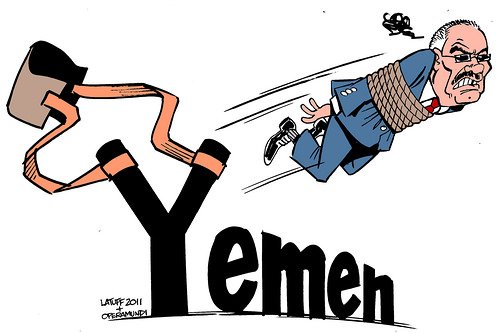 Yemen
LATUFF 2011
+
OPERAMUNDI